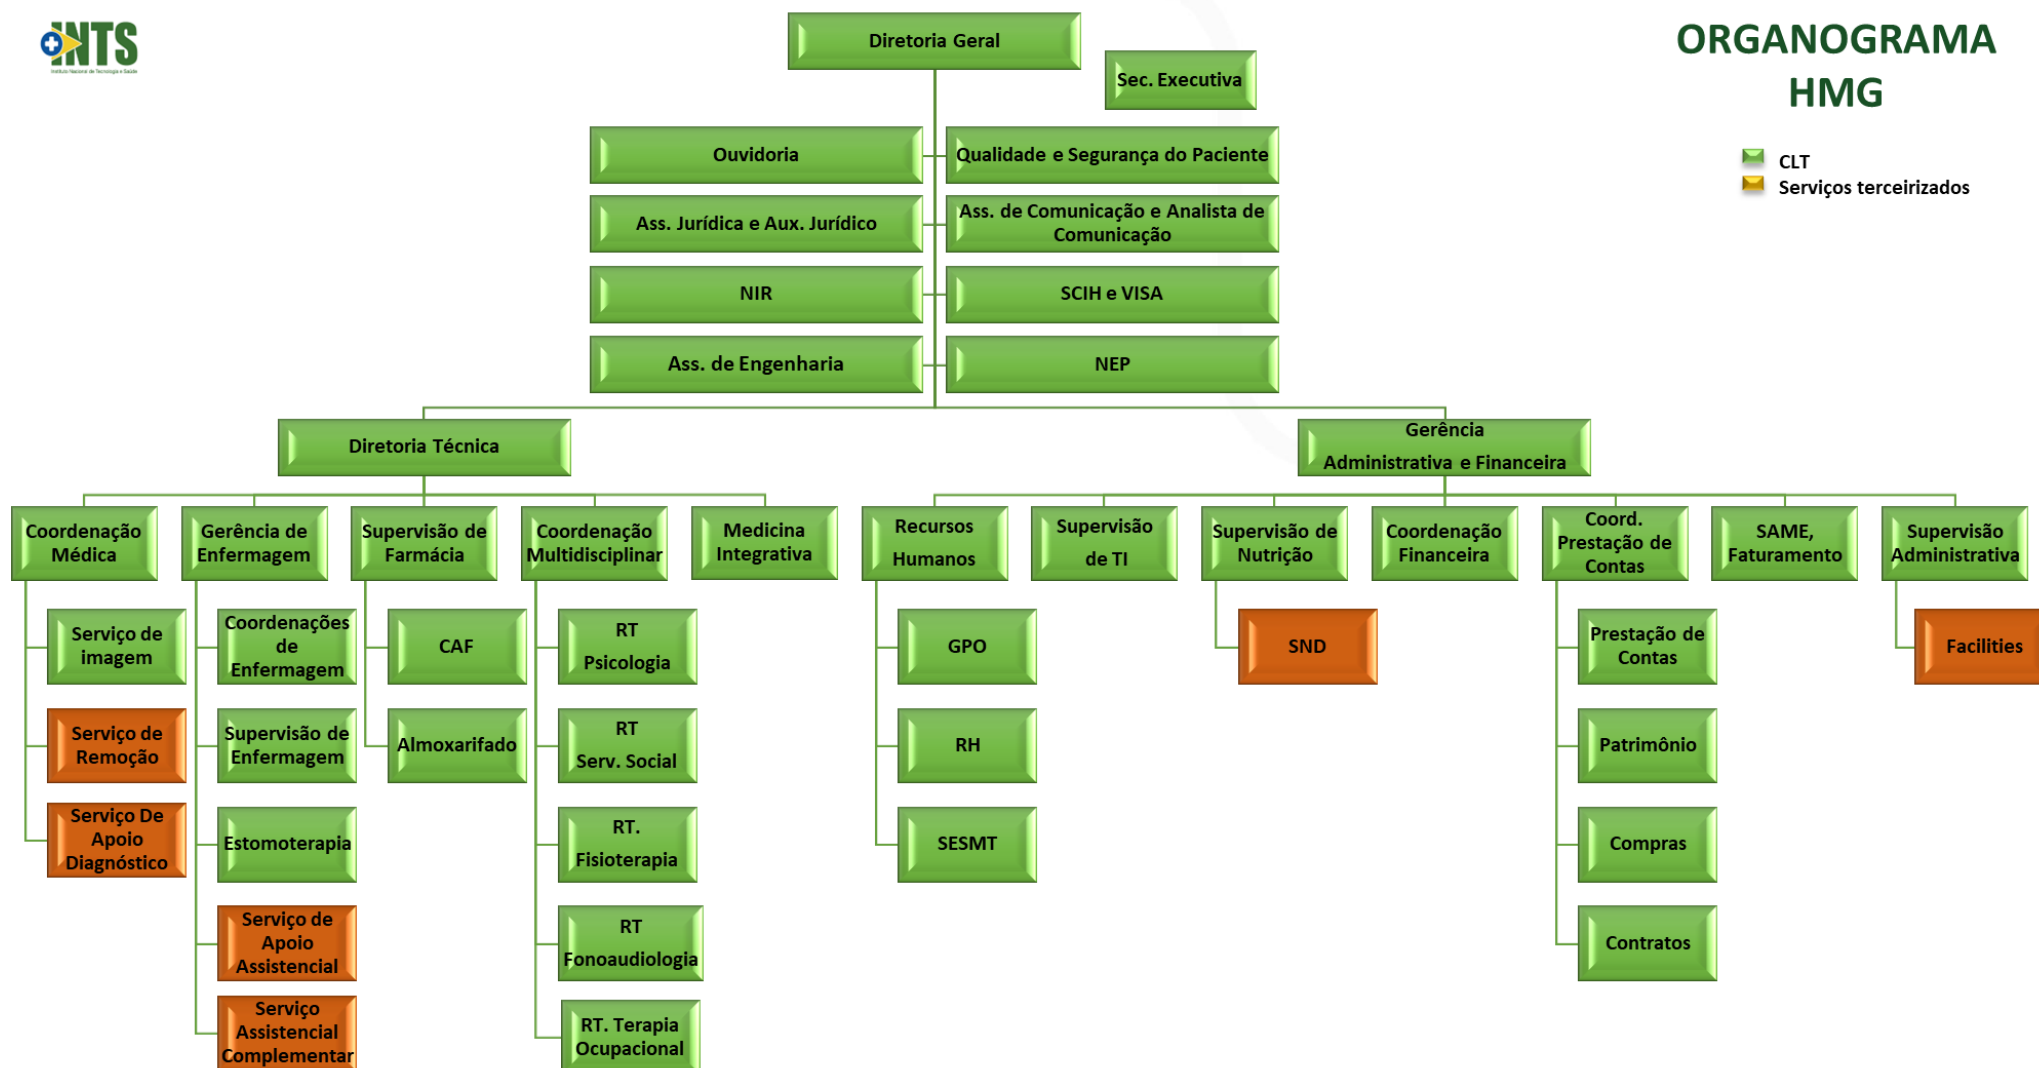 INTS
Instituto Nacional de Tecnologia e Saúde
ORGANOGRAMA
HMG
CLT
Serviços terceirizados
Diretoria Geral
Sec. Executiva
Ouvidoria
Qualidade e Segurança do Paciente
Ass. Jurídica e Aux. Jurídico
Ass. de Comunicação e Analista de
Comunicação
NIR
SCIH e VISA
Ass. de Engenharia
NEP
Diretoria Técnica
Gerência
Administrativa e Financeira
Coordenação
Médica
Gerência de
Enfermagem
Supervisão de
Farmácia
Coordenação
Multidisciplinar
Medicina
Integrativa
Recursos
Humanos
Supervisão
de TI
Supervisão de
Nutrição
Coordenação
Financeira
Coord.
Prestação de
Contas
SAME,
Faturamento
Supervisão
Administrativa
Serviço de
imagem
Coordenações
de
Enfermagem
CAF
RT
Psicologia
GPO
SND
Prestação de
Contas
Facilities
Serviço de
Remoção
Supervisão de
Enfermagem
Almoxarifado
RT
Serv. Social
RH
Patrimônio
Serviço De
Apoio
Diagnóstico
Estomoterapia
RT.
Fisioterapia
SESMT
Compras
Serviço de
Apoio
Assistencial
RT
Fonoaudiologia
Contratos
Serviço
Assistencial
Complementar
RT. Terapia
Ocupacional